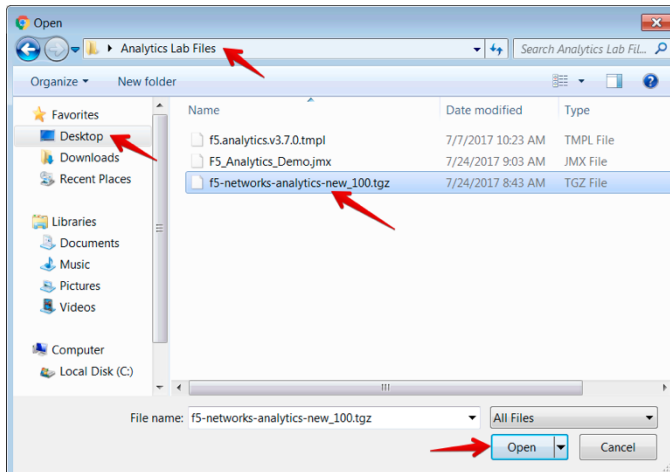 Open
Analytics Lab Files
Search Analytics Lab Fil...
Organize
New folder
Favorites
Desktop
Downloads
Recent Places
Libraries
Documents
Music
Pictures
Videos
Computer
Local Disk (C:)
Name Date modified Type
f5.analytics.v3.7.0.tmpl 7/7/2017 10:23 AM TMPL File
F5_Analytics_Demo.jmx 7/24/2017 9:03 AM JMX File
f5-networks-analytics-new_100.tgz 7/24/2017 8:43 AM TGZ File
File name: f5-networks-analytics-new_100.tgz All Files
Open Cancel